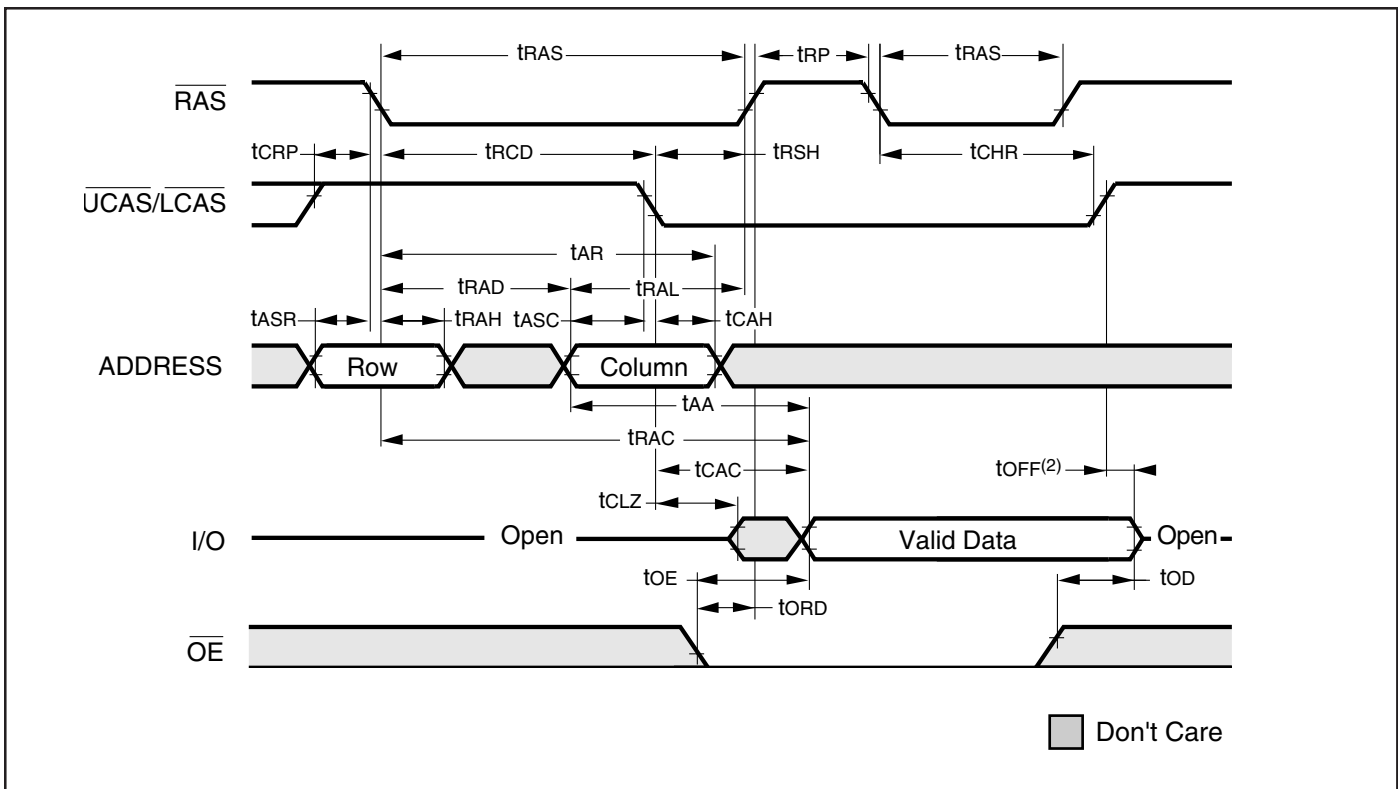 tRAS tRP tRAS
RAS
tCRP tRCD tRSH tCHR
UCAS/LCAS
tAR
tRAD tRAL
tASR tRAH tASC tCAH
ADDRESS Row Column
tAA
tRAC
tCAC tOFF(2)
tCLZ
I/O Open Valid Data Open
tOE tOD
tORD
OE
Don't Care